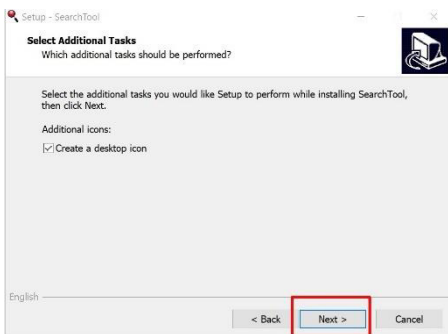 Setup - SearchTool
Select Additional Tasks
Which additional tasks should be performed?
Select the additional tasks you would like Setup to perform while installing SearchTool,
then click Next.
Additional icons:
Create a desktop icon
English
< Back Next > Cancel